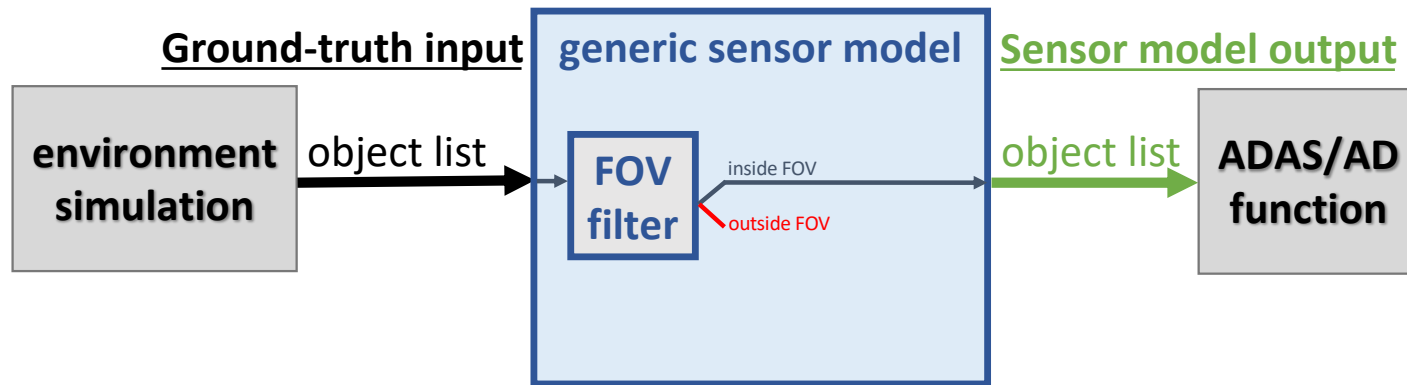 Ground-truth input
generic sensor model
Sensor model output
environment
simulation
object list
FOV
filter
inside FOV
outside FOV
object list
ADAS/AD
function